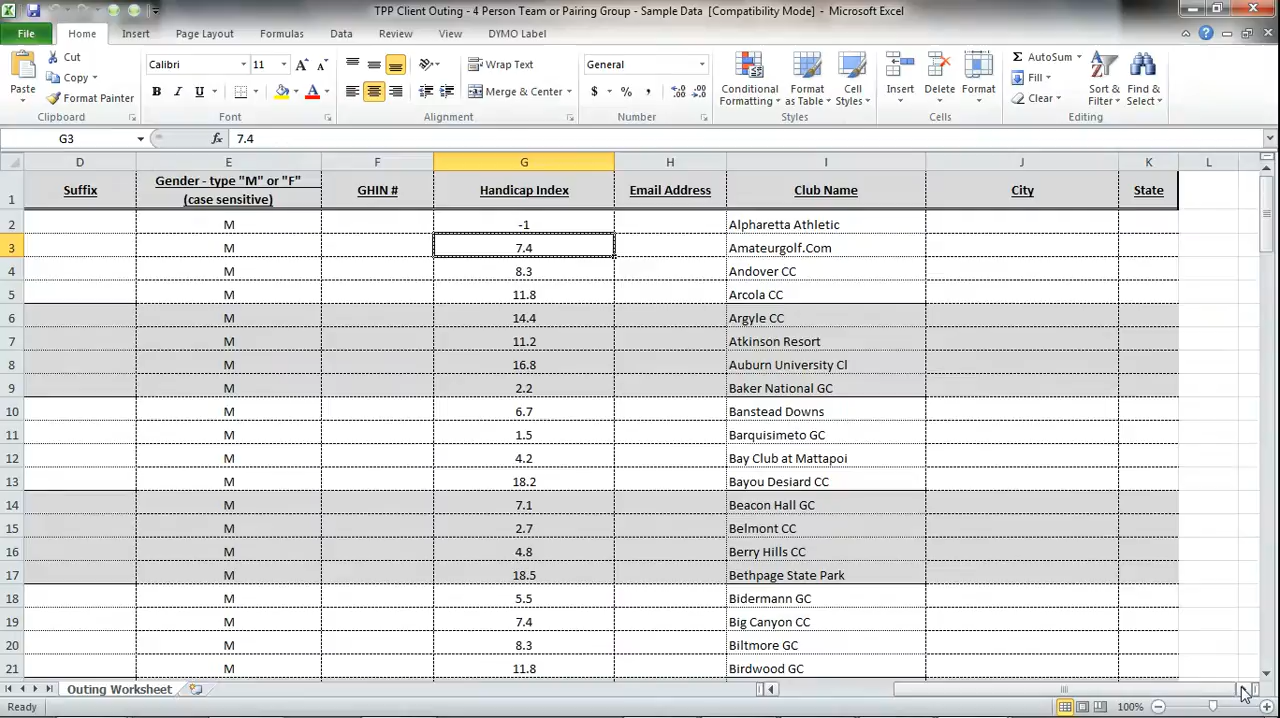 TPP Client Outing - 4 Person Team or Pairing Group - Sample Data [Compatibility Mode] - Microsoft Excel
File Home Insert Page Layout Formulas Data Review View DYMO Label
Paste
Cut
Copy
Format Painter
Clipboard
Calibri 11
B I U
Font
Wrap Text
Merge & Center
Alignment
General
$ % ,
Number
Conditional Formatting
Format as Table
Cell Styles
Styles
Insert Delete Format
Cells
AutoSum
Fill
Clear
Sort & Filter
Find & Select
Editing
G3 fx 7.4
D E F G H I J K L
1 Suffix Gender - type "M" or "F" (case sensitive) GHIN # Handicap Index Email Address Club Name City State
2 M -1 Alpharetta Athletic
3 M 7.4 Amateurgolf.Com
4 M 8.3 Andover CC
5 M 11.8 Arcola CC
6 M 14.4 Argyle CC
7 M 11.2 Atkinson Resort
8 M 16.8 Auburn University Cl
9 M 2.2 Baker National GC
10 M 6.7 Banstead Downs
11 M 1.5 Barquisimeto GC
12 M 4.2 Bay Club at Mattapoi
13 M 18.2 Bayou Desiard CC
14 M 7.1 Beacon Hall GC
15 M 2.7 Belmont CC
16 M 4.8 Berry Hills CC
17 M 18.5 Bethpage State Park
18 M 5.5 Bidermann GC
19 M 7.4 Big Canyon CC
20 M 8.3 Biltmore GC
21 M 11.8 Birdwood GC
Outing Worksheet
Ready 100%